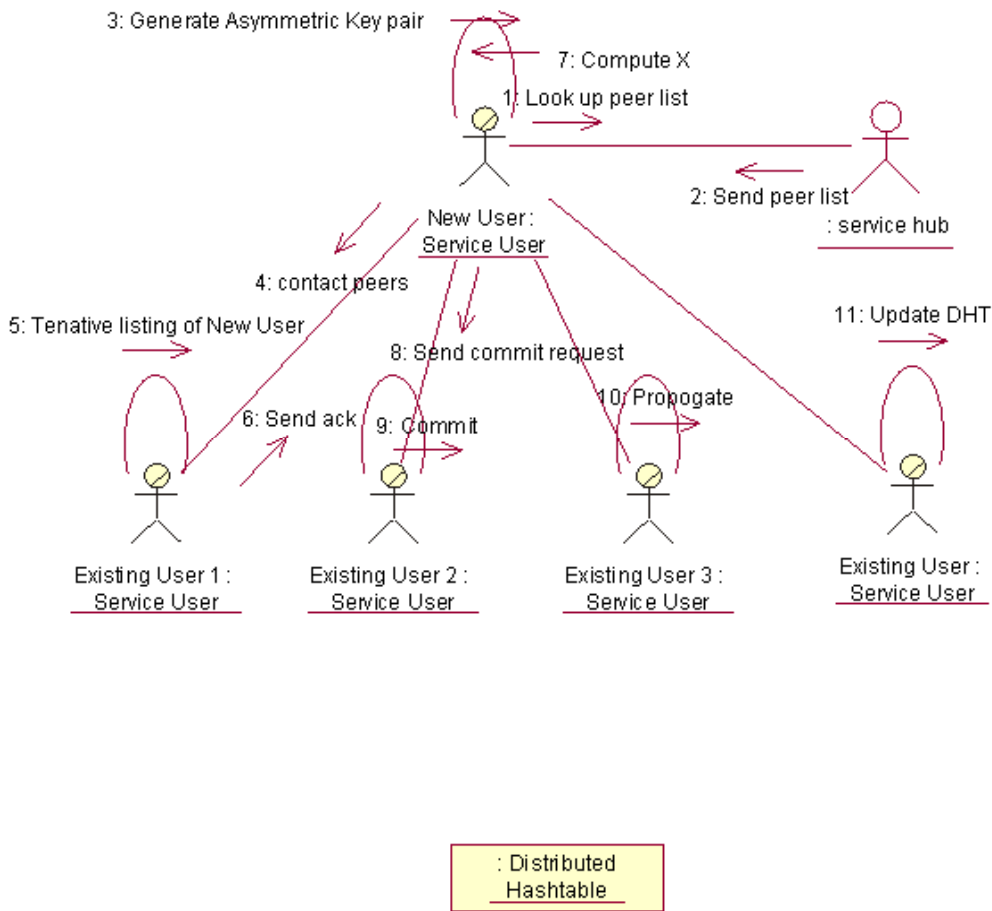 3: Generate Asymmetric Key pair
7: Compute X
1: Look up peer list
2: Send peer list
: service hub
New User :
Service User
4: contact peers
5: Tenative listing of New User
11: Update DHT
8: Send commit request
10: Propogate
6: Send ack
9: Commit
Existing User 1 :
Service User
Existing User 2 :
Service User
Existing User 3 :
Service User
Existing User :
Service User
: Distributed
Hashtable